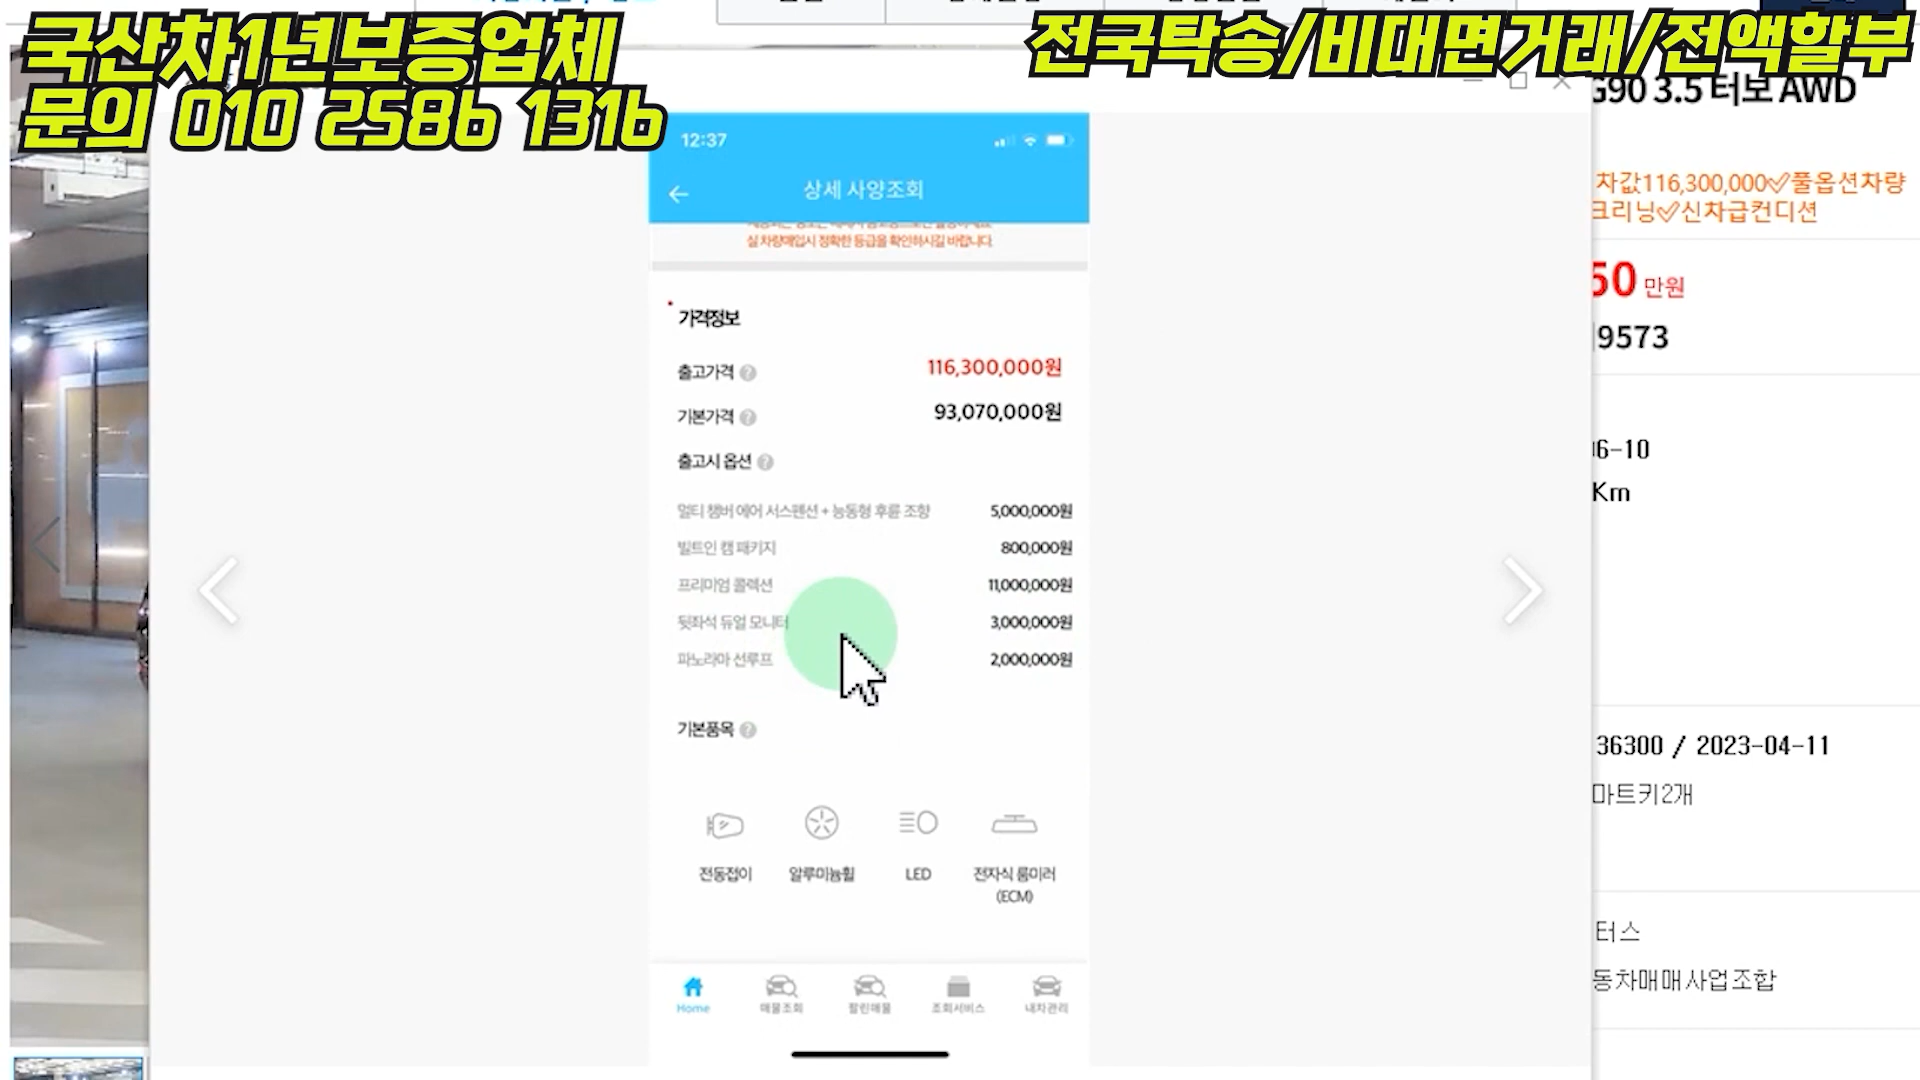 국산차1년보증업체
문의 010 2586 1316
전국탁송/비대면거래/전액할부
G90 3.5 터보 AWD
12:37
상세 사양조회
실 차량매입시 정확한 등급을 확인하시길 바랍니다.
가격정보
출고가격 ? 116,300,000원
기본가격 ? 93,070,000원
출고시 옵션 ?
멀티 챔버 에어 서스펜션 + 능동형 후륜 조향 5,000,000원
빌트인 캠 패키지 800,000원
프리미엄 콜렉션 11,000,000원
뒷좌석 듀얼 모니터 3,000,000원
파노라마 선루프 2,000,000원
기본품목 ?
전동접이
알루미늄휠
LED
전자식 룸미러
(ECM)
Home
매물조회
팔린매물
조회서비스
내차관리
차값116,300,000✓풀옵션차량
크리닝✓신차급컨디션
50 만원
9573
6-10
Km
36300 / 2023-04-11
마트키2개
터스
동차매매사업조합